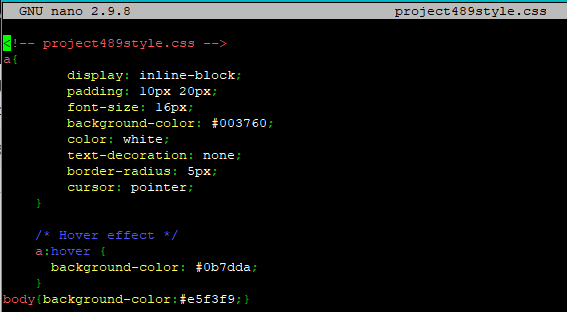 GNU nano 2.9.8 project489style.css
<!-- project489style.css -->
a{
display: inline-block;
padding: 10px 20px;
font-size: 16px;
background-color: #003760;
color: white;
text-decoration: none;
border-radius: 5px;
cursor: pointer;
}
/* Hover effect */
a:hover {
background-color: #0b7dda;
}
body{background-color:#e5f3f9;}